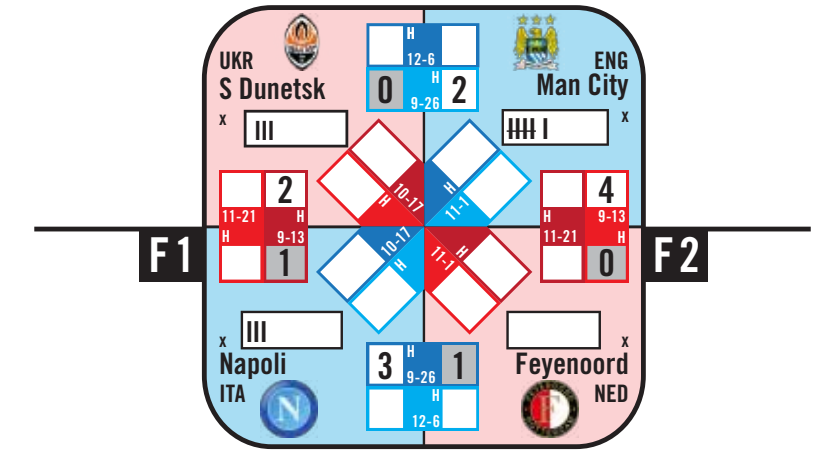 UKR
S Dunetsk
ENG
Man City
H
12-6
0 H 2
9-26
x III
IIII I x
10-17
H
H
11-1
2
11-21 H
H 9-13
1
4
H 9-13
11-21 H
0
F1
F2
10-17
H
H
11-1
x III
x
Napoli
ITA
Feyenoord
NED
3 H 1
9-26
H
12-6
N
F